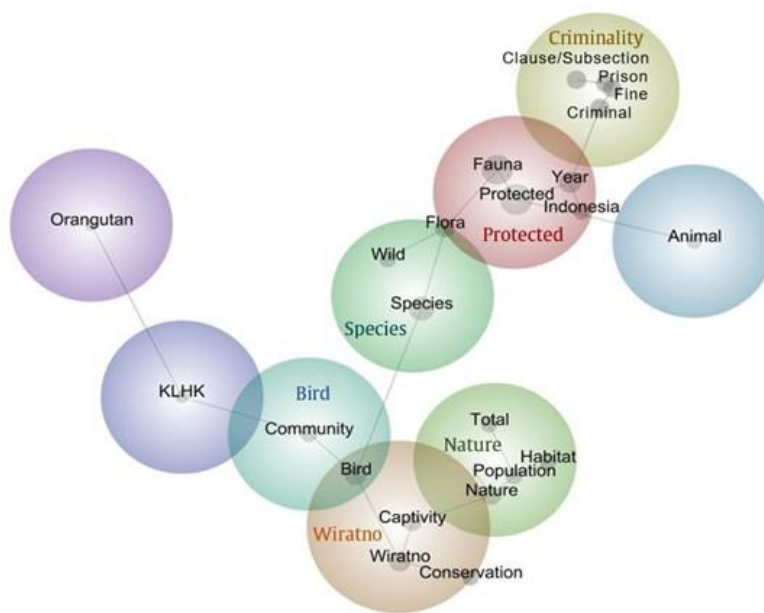 Criminality
Clause/Subsection
Prison
Fine
Criminal
Fauna
Year
Protected
Indonesia
Orangutan
Flora
Protected
Animal
Wild
Species
Species
KLHK
Bird
Community
Total
Nature
Habitat
Bird
Population
Nature
Captivity
Wiratno
Wiratno
Conservation